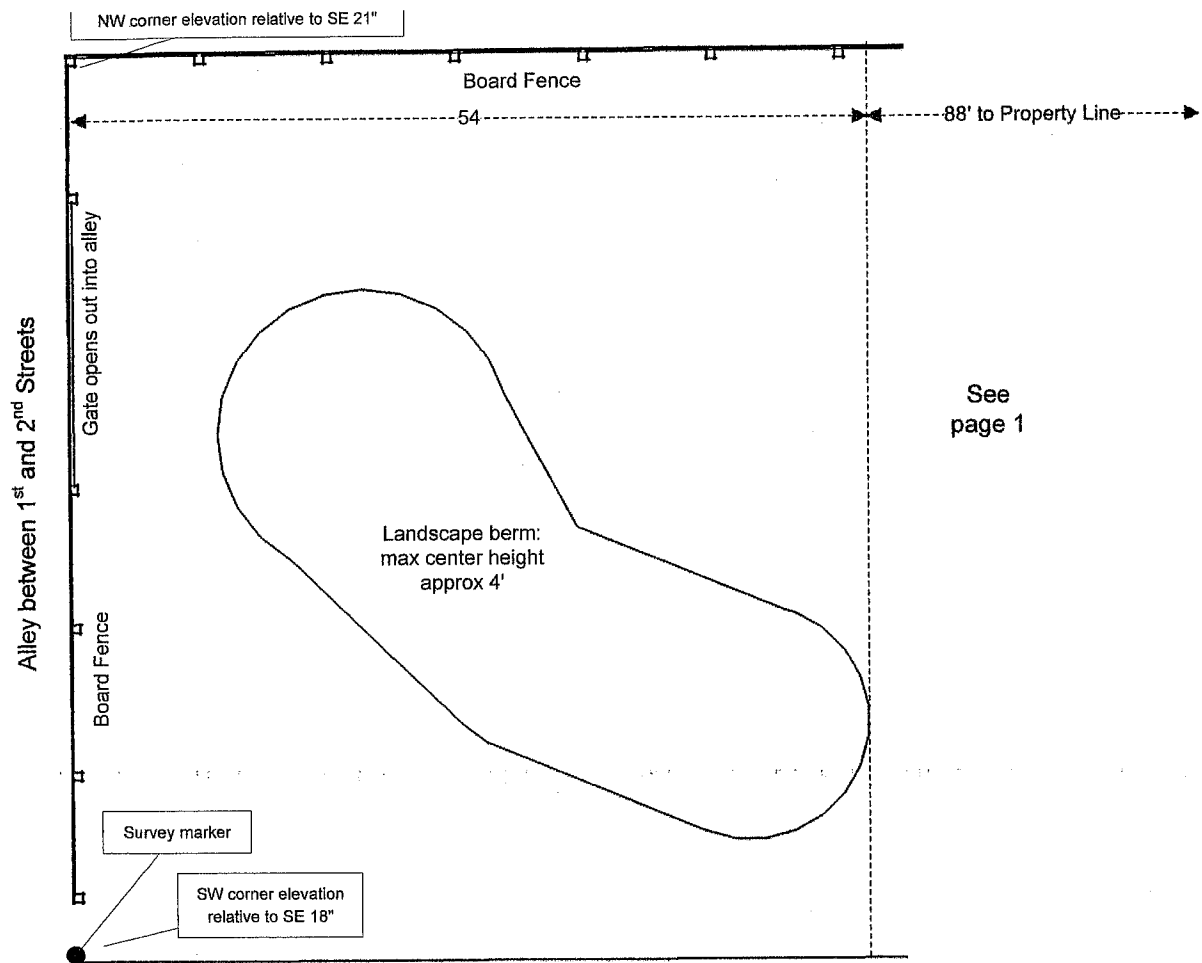 NW corner elevation relative to SE 21"
Board Fence
54
88' to Property Line
Gate opens out into alley
Alley between 1st and 2nd Streets
See
page 1
Landscape berm:
max center height
approx 4'
Board Fence
Survey marker
SW corner elevation
relative to SE 18"